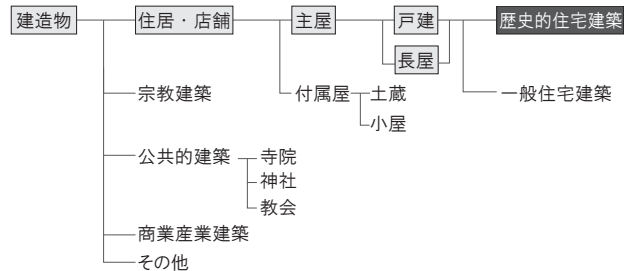 建造物 住居・店舗 主屋 戸建 歴史的住宅建築
長屋
宗教建築 付属屋 土蔵 一般住宅建築
小屋
公共的建築 寺院
神社
教会
商業産業建築
その他